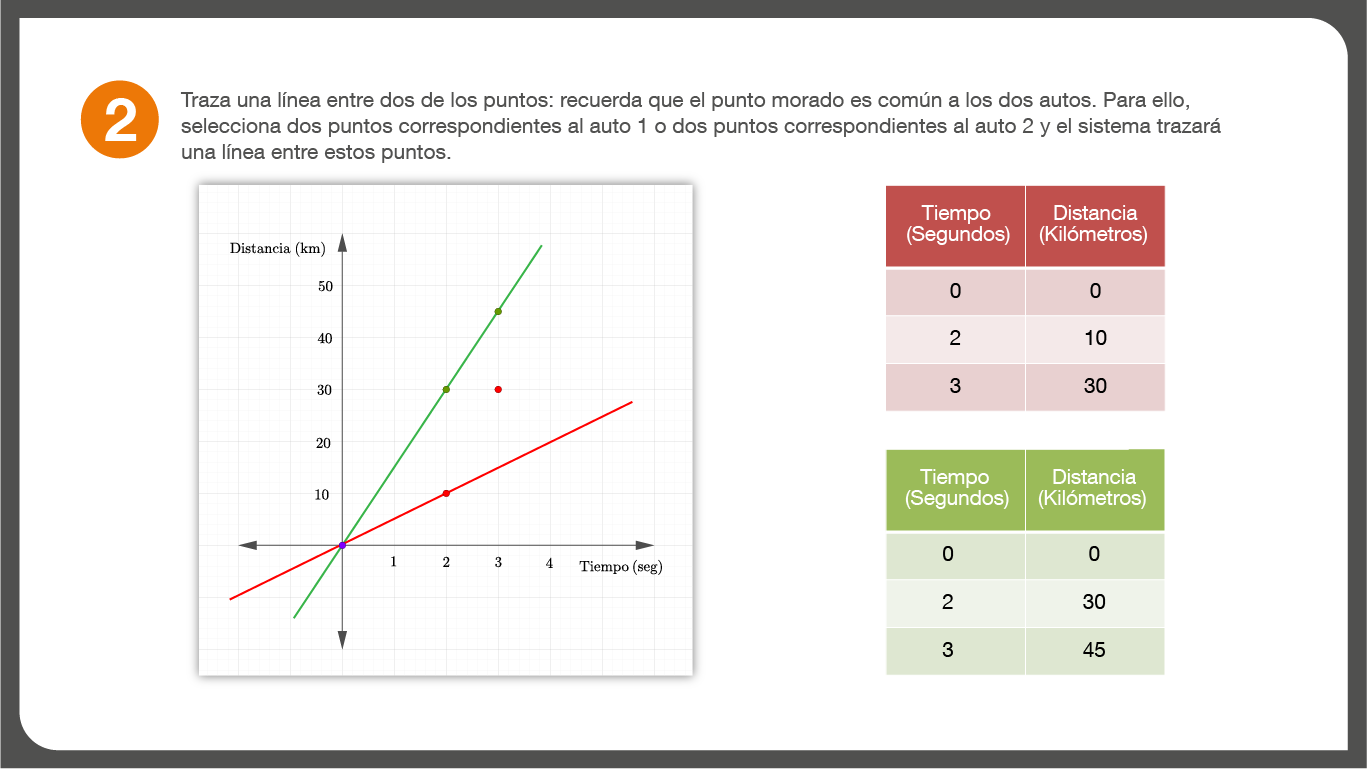 2
Traza una línea entre dos de los puntos: recuerda que el punto morado es común a los dos autos. Para ello,
selecciona dos puntos correspondientes al auto 1 o dos puntos correspondientes al auto 2 y el sistema trazará
una línea entre estos puntos.
Distancia (km)
50
40
30
20
10
1 2 3 4
Tiempo (seg)
Tiempo (Segundos) Distancia (Kilómetros)
0 0
2 10
3 30
Tiempo (Segundos) Distancia (Kilómetros)
0 0
2 30
3 45